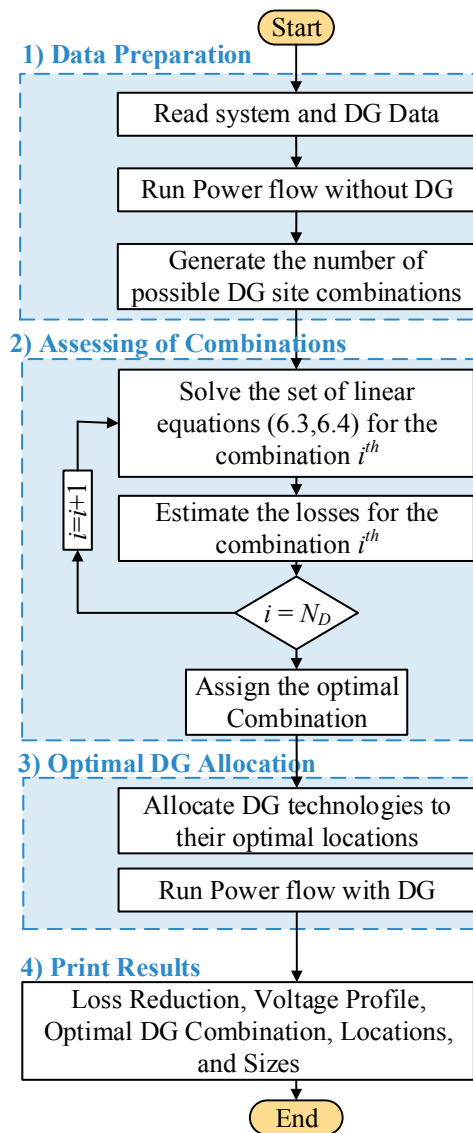 Start
1) Data Preparation
Read system and DG Data
Run Power flow without DG
Generate the number of
possible DG site combinations
2) Assessing of Combinations
Solve the set of linear
equations (6.3,6.4) for the
combination i^th
i=i+1
Estimate the losses for the
combination i^th
i = N_D
Assign the optimal
Combination
3) Optimal DG Allocation
Allocate DG technologies to
their optimal locations
Run Power flow with DG
4) Print Results
Loss Reduction, Voltage Profile,
Optimal DG Combination, Locations,
and Sizes
End